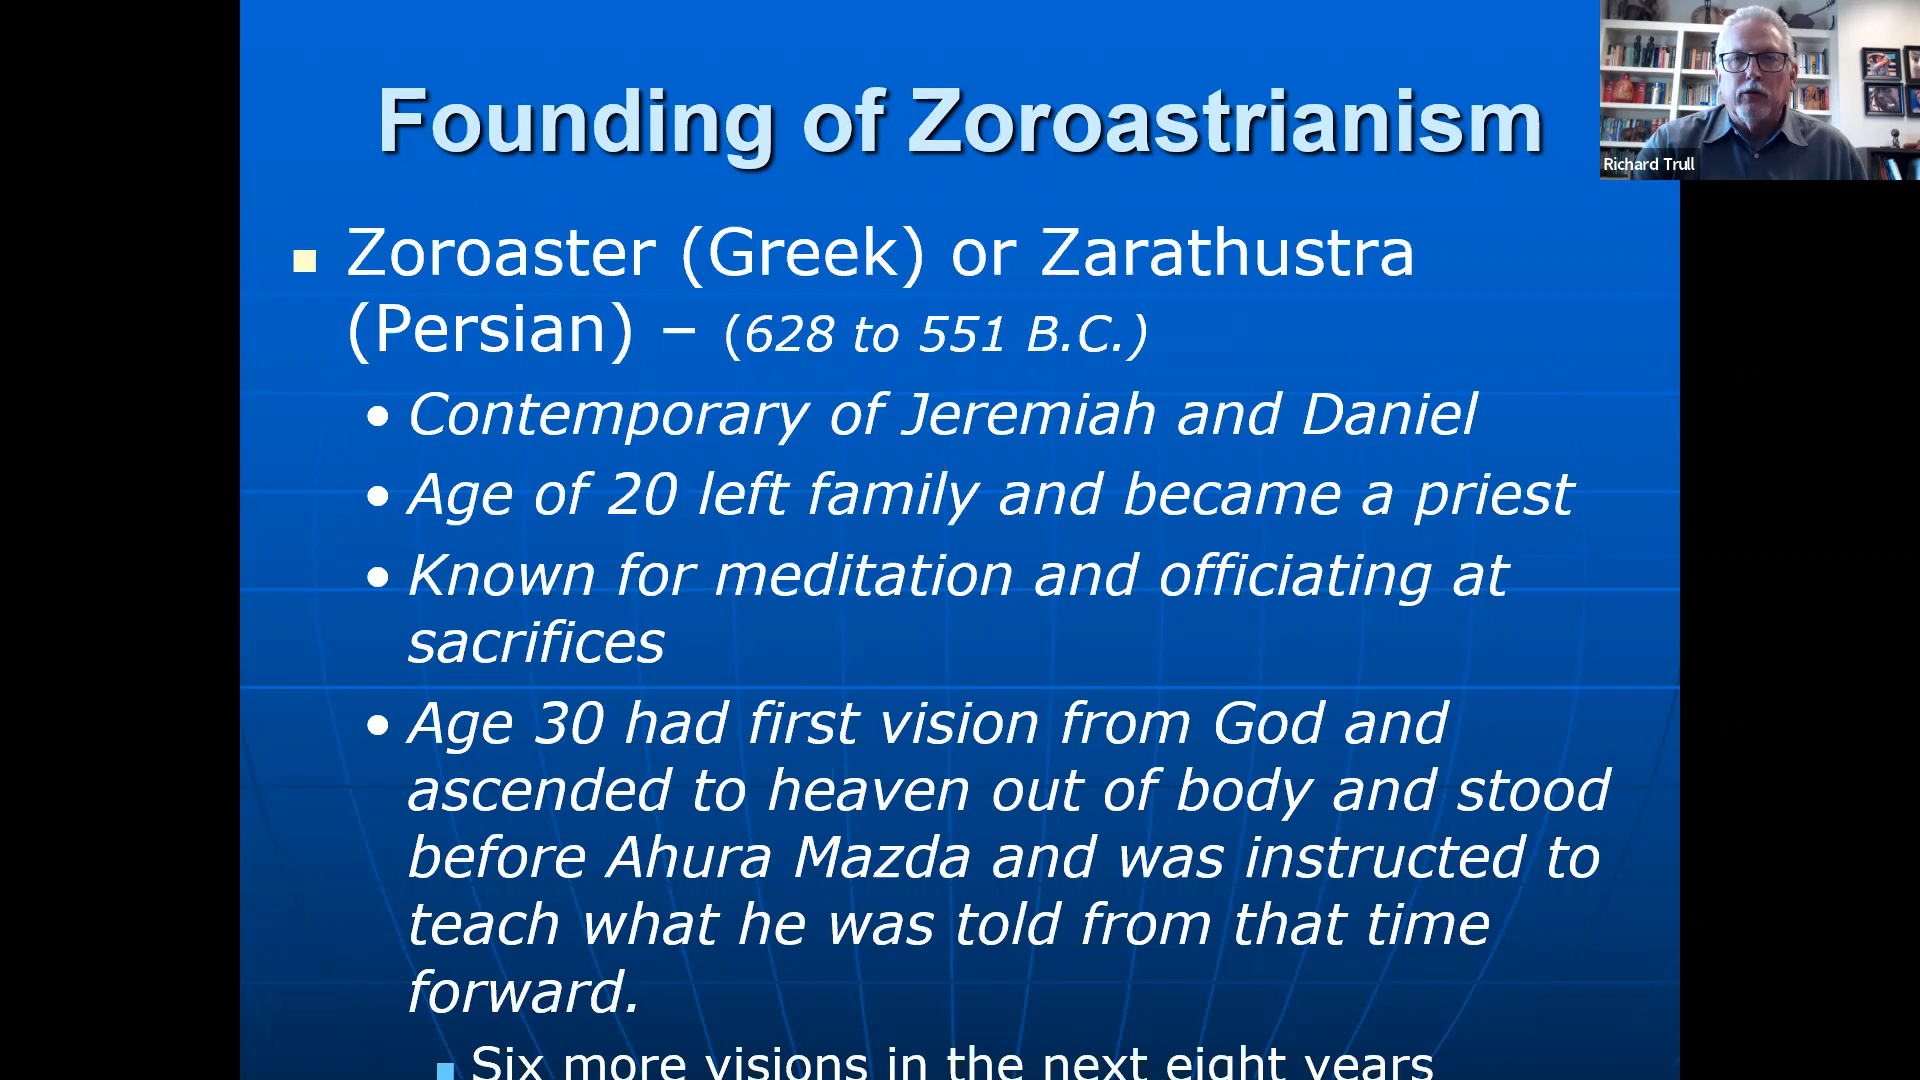 Founding of Zoroastrianism
Richard Trull
Zoroaster (Greek) or Zarathustra
(Persian) – (628 to 551 B.C.)
• Contemporary of Jeremiah and Daniel
• Age of 20 left family and became a priest
• Known for meditation and officiating at
sacrifices
• Age 30 had first vision from God and
ascended to heaven out of body and stood
before Ahura Mazda and was instructed to
teach what he was told from that time
forward.
Six more visions in the next eight years